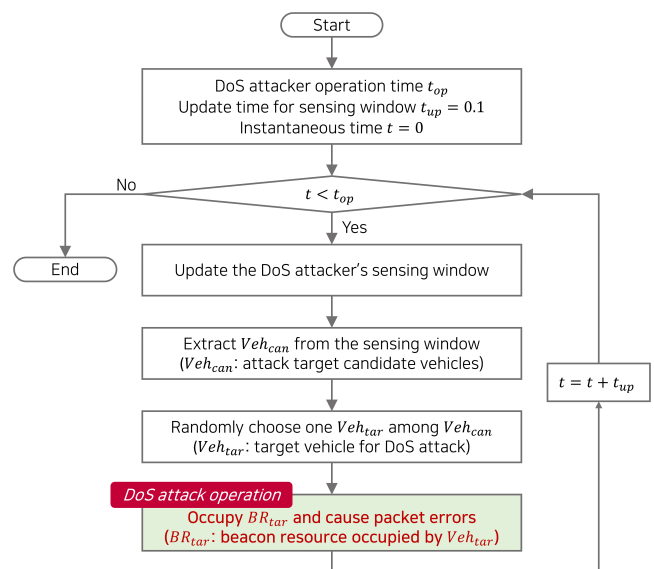 Start
DoS attacker operation time t_op
Update time for sensing window t_up = 0.1
Instantaneous time t = 0
No
t < t_op
Yes
End
Update the DoS attacker's sensing window
Extract Veh_can from the sensing window
(Veh_can: attack target candidate vehicles)
t = t + t_up
Randomly choose one Veh_tar among Veh_can
(Veh_tar: target vehicle for DoS attack)
DoS attack operation
Occupy BR_tar and cause packet errors
(BR_tar: beacon resource occupied by Veh_tar)